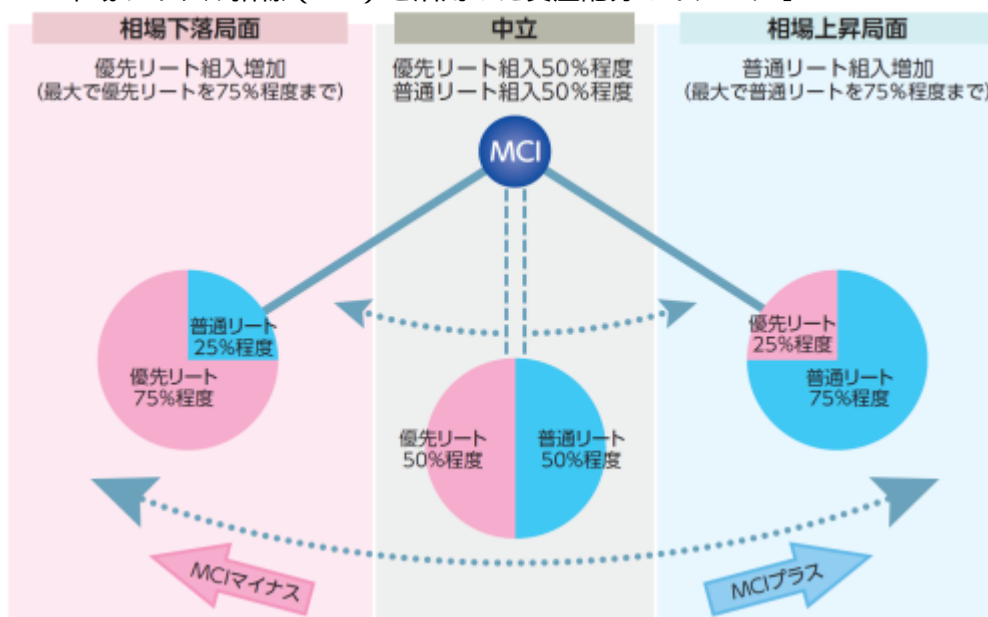 相場下落局面
優先リート組入増加
(最大で優先リートを75%程度まで)
中立
優先リート組入50%程度
普通リート組入50%程度
相場上昇局面
普通リート組入増加
(最大で普通リートを75%程度まで)
MCI
普通リート
25%程度
優先リート
75%程度
優先リート
50%程度
普通リート
50%程度
優先リート
25%程度
普通リート
75%程度
MCIマイナス
MCIプラス